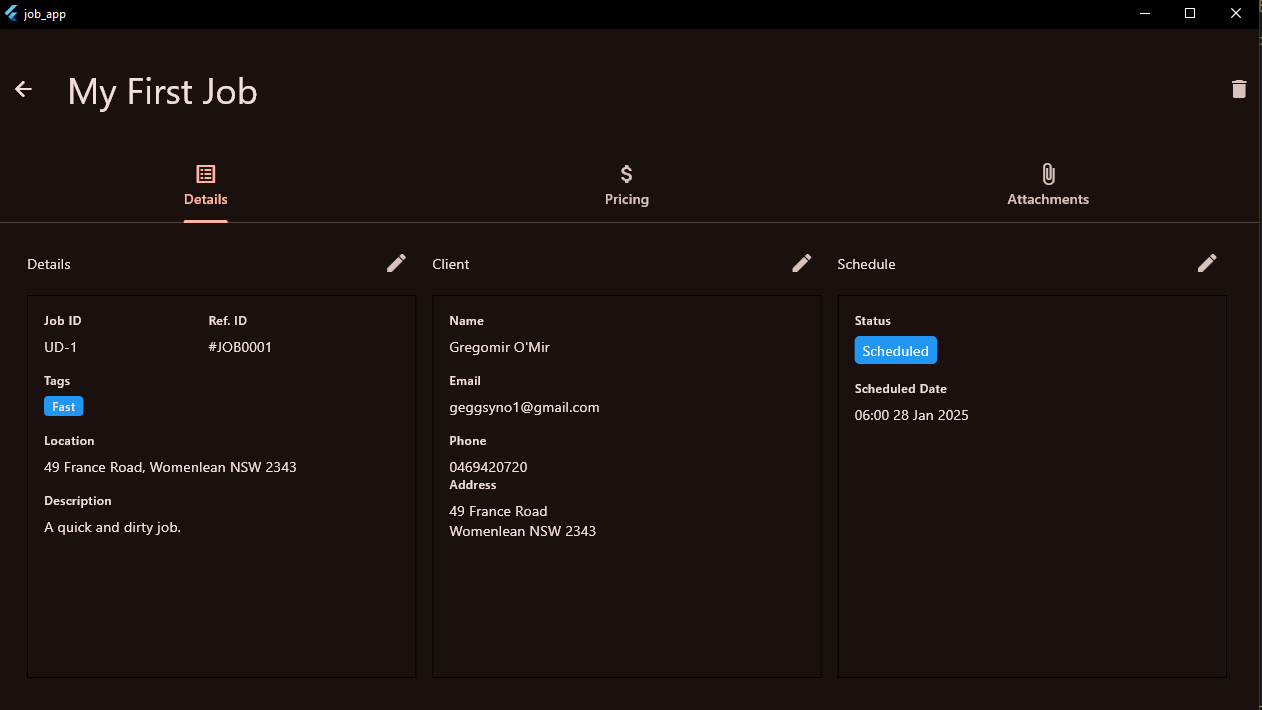 job_app
My First Job
Details
$
Pricing
Attachments
Details
Client
Schedule
Job ID
Ref. ID
UD-1
#JOB0001
Tags
Fast
Location
49 France Road, Womenlean NSW 2343
Description
A quick and dirty job.
Name
Gregomir O'Mir
Email
geggsyno1@gmail.com
Phone
0469420720
Address
49 France Road
Womenlean NSW 2343
Status
Scheduled
Scheduled Date
06:00 28 Jan 2025